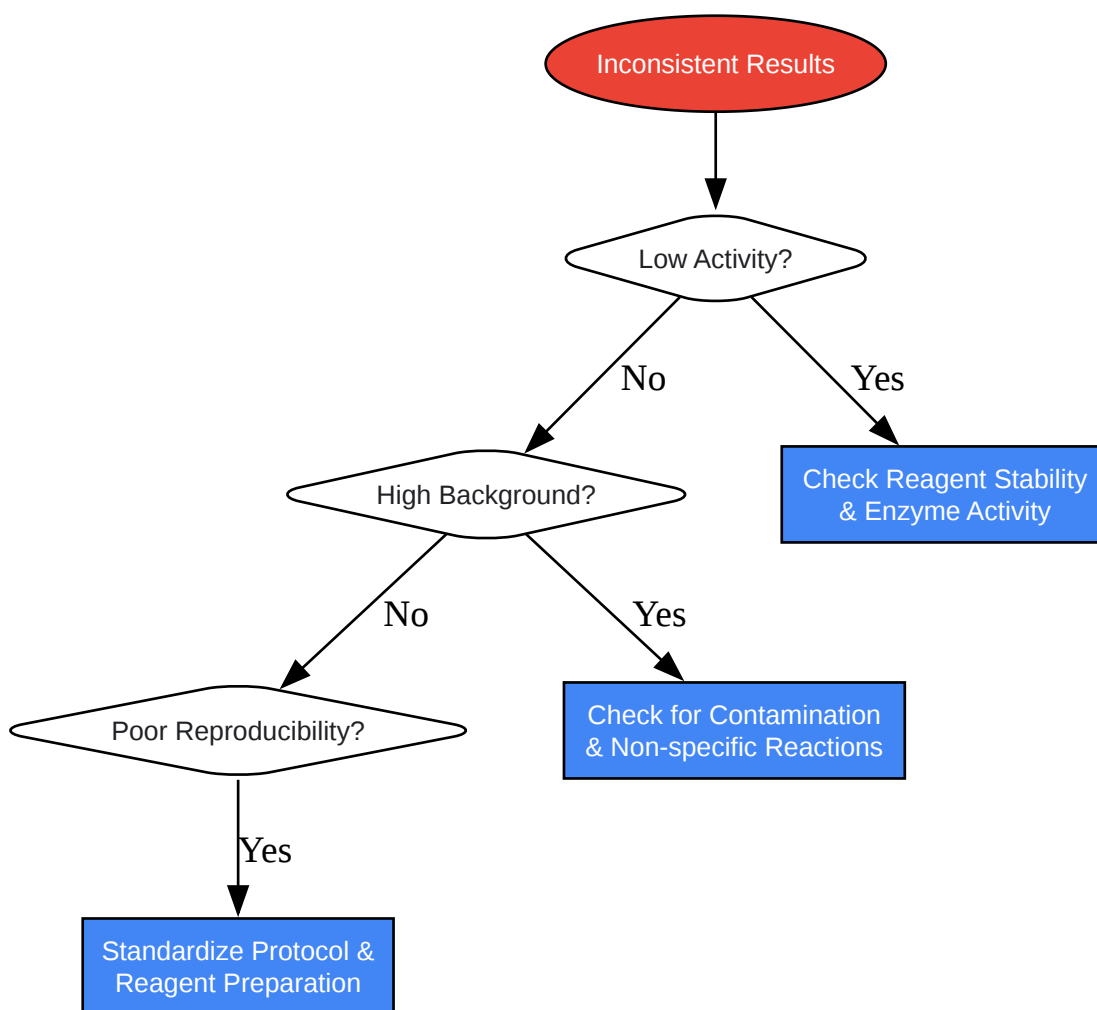 Inconsistent Results
Low Activity?
No
Yes
High Background?
Check Reagent Stability
& Enzyme Activity
No
Yes
Poor Reproducibility?
Check for Contamination
& Non-specific Reactions
Yes
Standardize Protocol &
Reagent Preparation